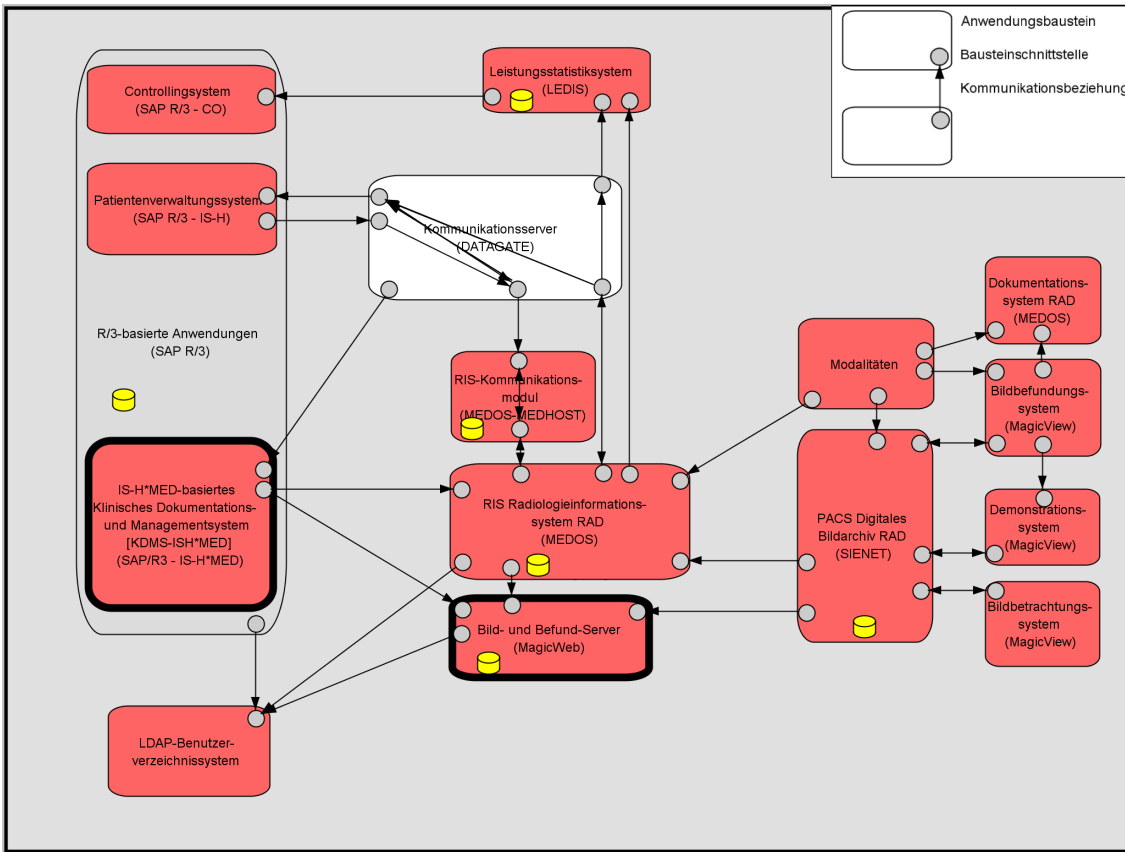 Anwendungsbaustein
Bausteinschnittstelle
Kommunikationsbeziehung
Controllingsystem
(SAP R/3 - CO)
Leistungsstatistiksystem
(LEDIS)
Patientenverwaltungssystem
(SAP R/3 - IS-H)
Kommunikationsserver
(DATAGATE)
R/3-basierte Anwendungen
(SAP R/3)
RIS-Kommunikations-
modul
(MEDOS-MEDHOST)
Modalitäten
Dokumentations-
system RAD
(MEDOS)
Bildbefundungs-
system
(MagicView)
IS-H*MED-basiertes
Klinisches Dokumentations-
und Managementsystem
[KDMS-ISH*MED]
(SAP/R3 - IS-H*MED)
RIS Radiologieinformations-
system RAD
(MEDOS)
PACS Digitales
Bildarchiv RAD
(SIENET)
Demonstrations-
system
(MagicView)
Bild- und Befund-Server
(MagicWeb)
Bildbetrachtungs-
system
(MagicView)
LDAP-Benutzer-
verzeichnissystem